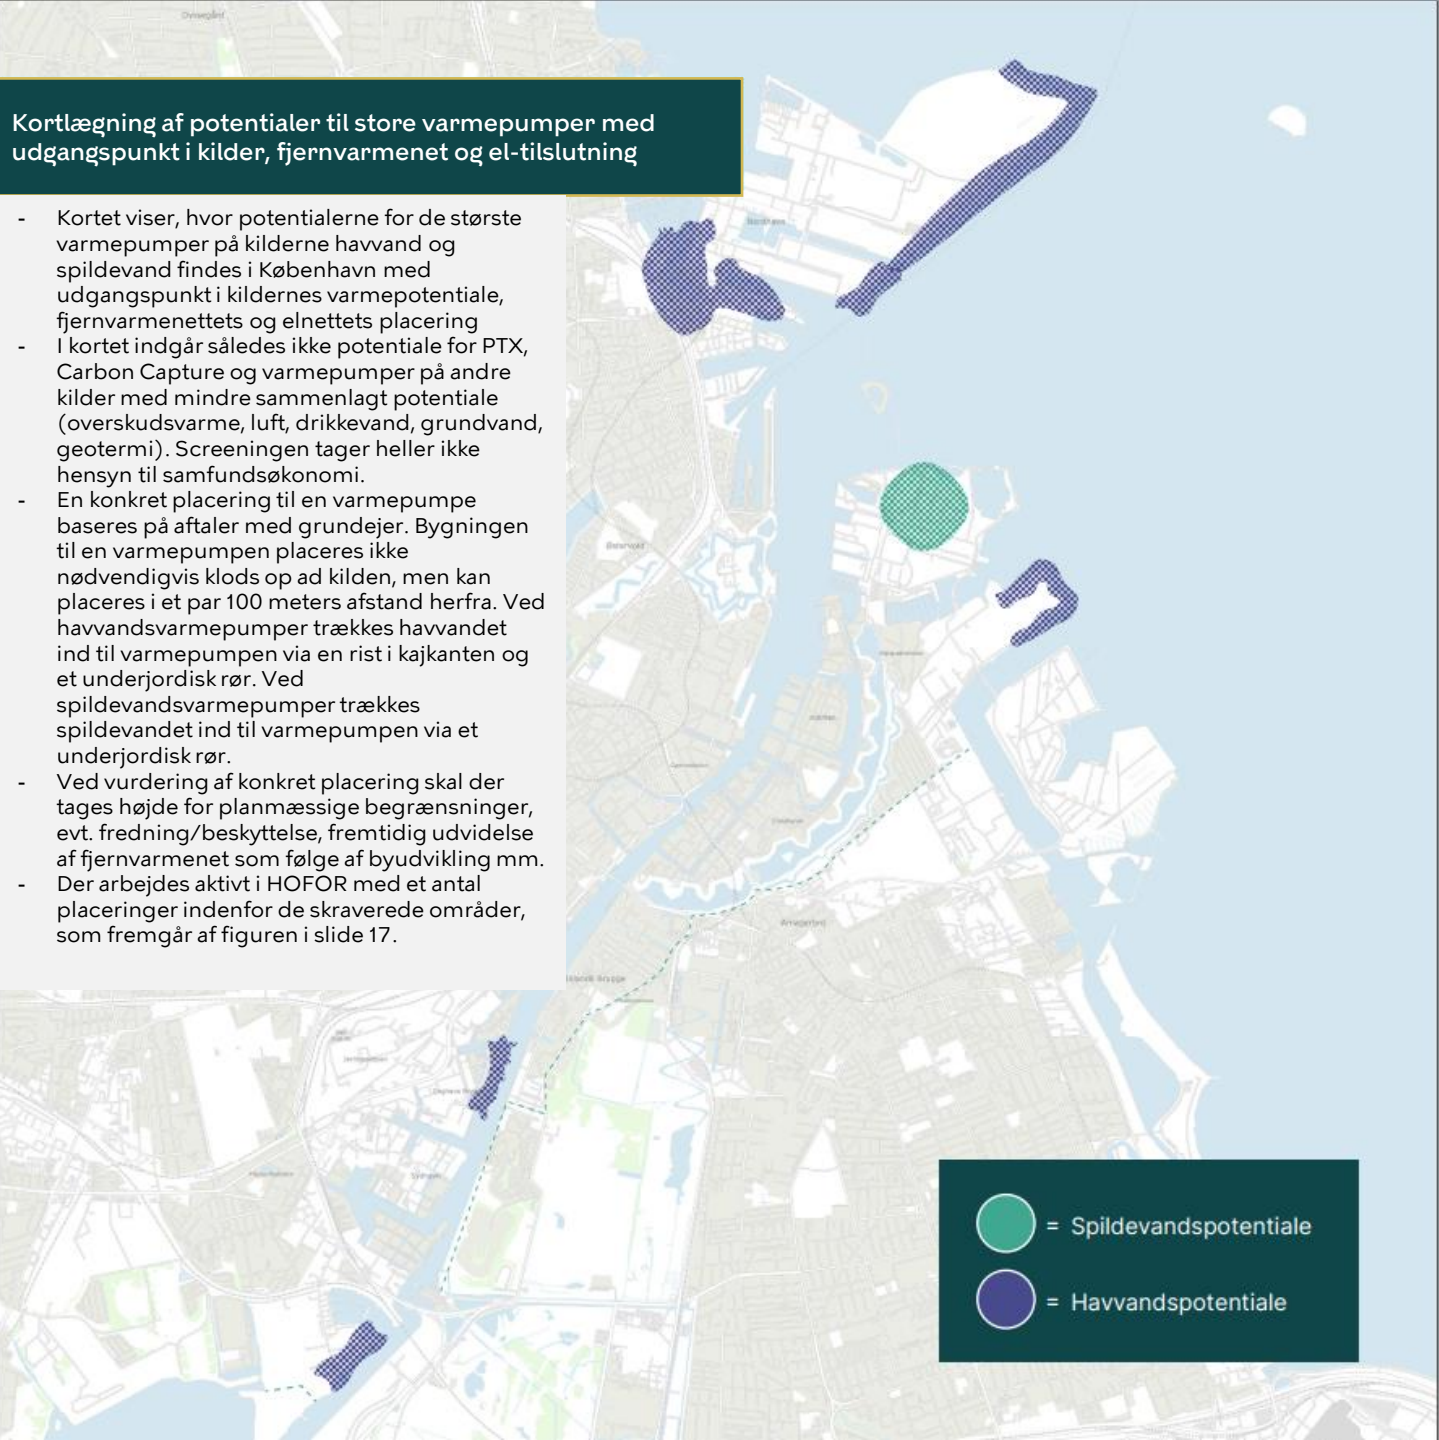 Kortlægning af potentialer til store varmepumper med
udgangspunkt i kilder, fjernvarmenet og el-tilslutning
- Kortet viser, hvor potentialerne for de største
varmepumper på kilderne havvand og
spildevand findes i København med
udgangspunkt i kildernes varmepotentiale,
fjernvarmenettets og elnettets placering
- I kortet indgår således ikke potentiale for PTX,
Carbon Capture og varmepumper på andre
kilder med mindre sammenlagt potentiale
(overskudsvarme, luft, drikkevand, grundvand,
geotermi). Screeningen tager heller ikke
hensyn til samfundsøkonomi.
- En konkret placering til en varmepumpe
baseres på aftaler med grundejer. Bygningen
til en varmepumpen placeres ikke
nødvendigvis klods op ad kilden, men kan
placeres i et par 100 meters afstand herfra. Ved
havvandsvarmepumper trækkes havvandet
ind til varmepumpen via en rist i kajkanten og
et underjordisk rør. Ved
spildevandsvarmepumper trækkes
spildevandet ind til varmepumpen via et
underjordisk rør.
- Ved vurdering af konkret placering skal der
tages højde for planmæssige begrænsninger,
evt. fredning/beskyttelse, fremtidig udvidelse
af fjernvarmenet som følge af byudvikling mm.
- Der arbejdes aktivt i HOFOR med et antal
placeringer indenfor de skraverede områder,
som fremgår af figuren i slide 17.
Nordhavn
Amagerbro
Sydhavn
= Spildevandspotentiale
= Havvandspotentiale